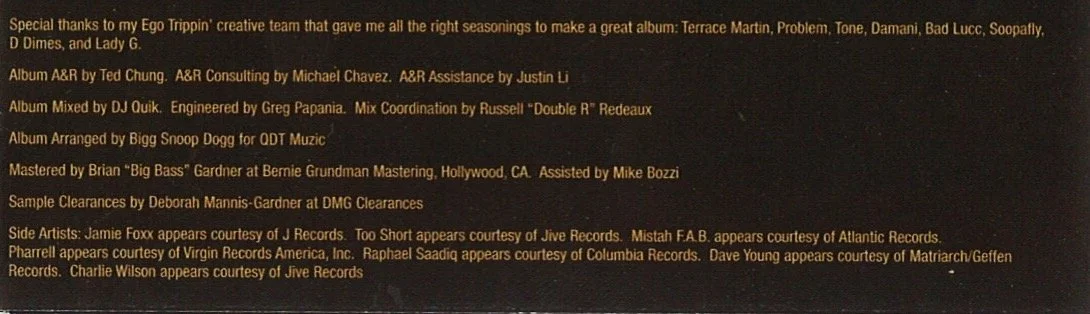 Special thanks to my Ego Trippin' creative team that gave me all the right seasonings to make a great album: Terrace Martin, Problem, Tone, Damani, Bad Lucc, Soopafly,
D Dimes, and Lady G.
Album A&R by Ted Chung. A&R Consulting by Michael Chavez. A&R Assistance by Justin Li
Album Mixed by DJ Quik. Engineered by Greg Papania. Mix Coordination by Russell "Double R" Redeaux
Album Arranged by Bigg Snoop Dogg for QDT Muzic
Mastered by Brian "Big Bass" Gardner at Bernie Grundman Mastering, Hollywood, CA. Assisted by Mike Bozzi
Sample Clearances by Deborah Mannis-Gardner at DMG Clearances
Side Artists: Jamie Foxx appears courtesy of J Records. Too Short appears courtesy of Jive Records. Mistah F.A.B. appears courtesy of Atlantic Records.
Pharrell appears courtesy of Virgin Records America, Inc. Raphael Saadiq appears courtesy of Columbia Records. Dave Young appears courtesy of Matriarch/Geffen
Records. Charlie Wilson appears courtesy of Jive Records